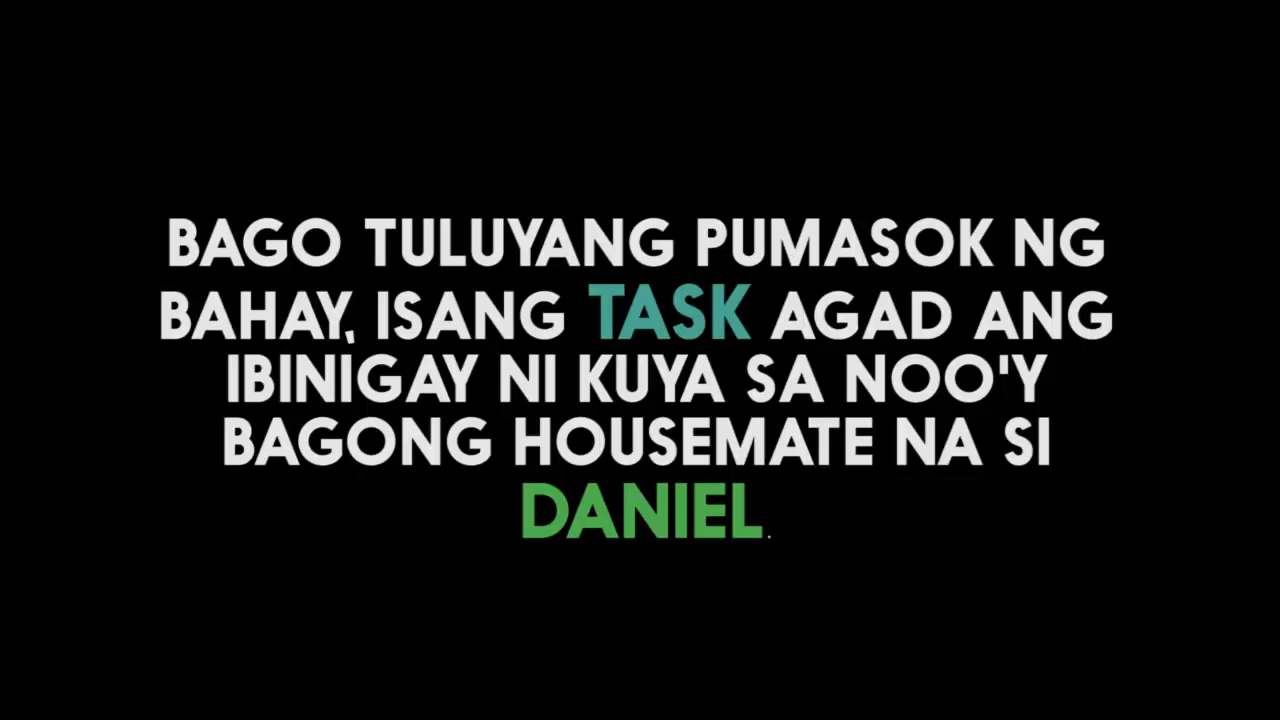 BAGO TULUYANG PUMASOK NG
BAHAY, ISANG TASK AGAD ANG
IBINIGAY NI KUYA SA NOO'Y
BAGONG HOUSEMATE NA SI
DANIEL.